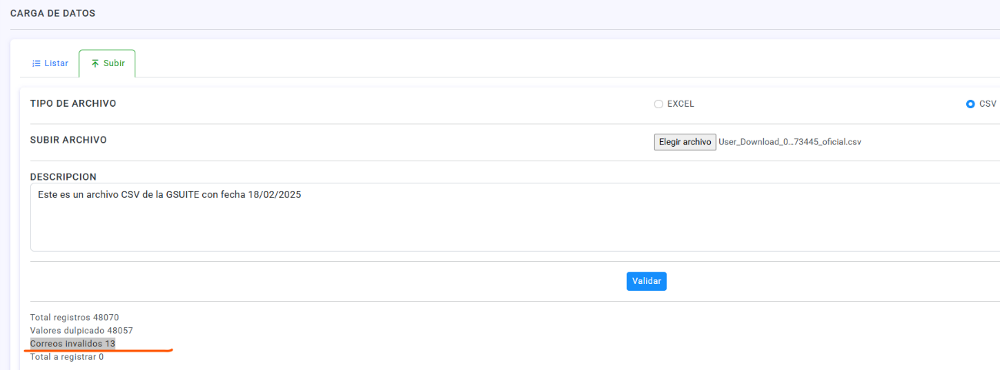 CARGA DE DATOS
Listar
Subir
TIPO DE ARCHIVO
EXCEL
CSV
SUBIR ARCHIVO
Elegir archivo User_Download_0...73445_oficial.csv
DESCRIPCION
Este es un archivo CSV de la GSUITE con fecha 18/02/2025
Validar
Total registros 48070
Valores dulpicado 48057
Correos invalidos 13
Total a registrar 0